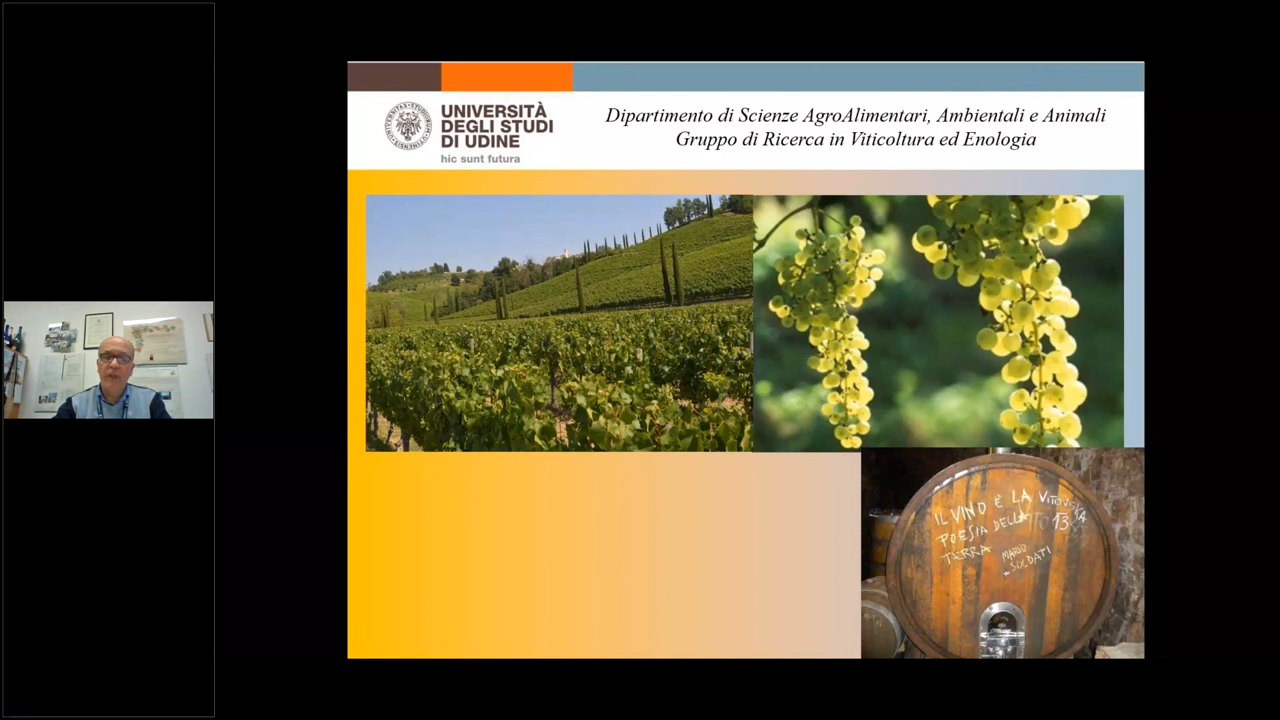 UNIVERSITÀ
DEGLI STUDI
DI UDINE
hic sunt futura
Dipartimento di Scienze AgroAlimentari, Ambientali e Animali
Gruppo di Ricerca in Viticoltura ed Enologia
IL VINO È LA
POESIA DELLA
TERRA MARIO
SOLDATI